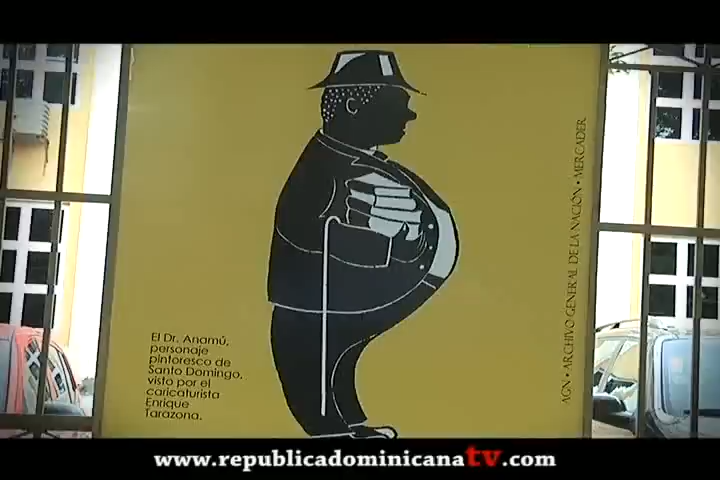 El Dr. Anamú,
personaje
pintoresco de
Santo Domingo,
visto por el
caricaturista
Enrique
Tarazona.
AGN • ARCHIVO GENERAL DE LA NACIÓN • MERCADER
www.republicadominicanatv.com